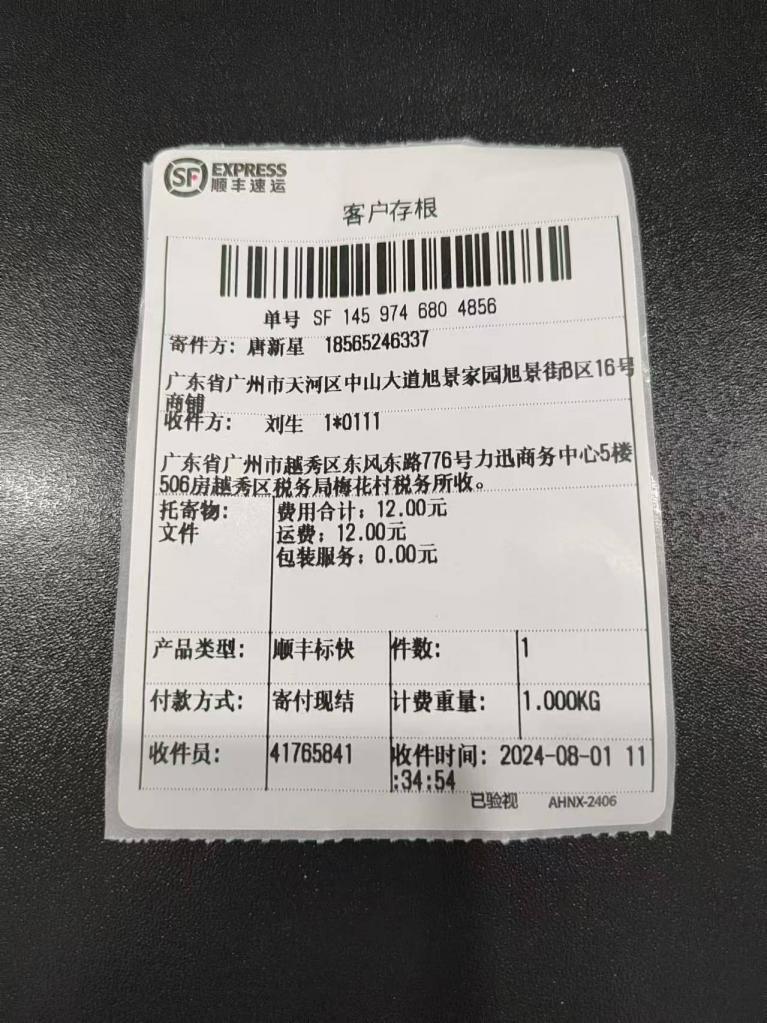 SF EXPRESS
顺丰速运
客户存根
单号 SF 145 974 680 4856
寄件方: 唐新星 18565246337
广东省广州市天河区中山大道旭景家园旭景街B区16号
商铺
收件方: 刘生 1*0111
广东省广州市越秀区东风东路776号力迅商务中心5楼
506房越秀区税务局梅花村税务所收。
托寄物: 费用合计: 12.00元
文件 运费: 12.00元
包装服务: 0.00元
产品类型: 顺丰标快 件数: 1
付款方式: 寄付现结 计费重量: 1.000KG
收件员: 41765841 收件时间: 2024-08-01 11
:34:54
已验视 AHNX-2406